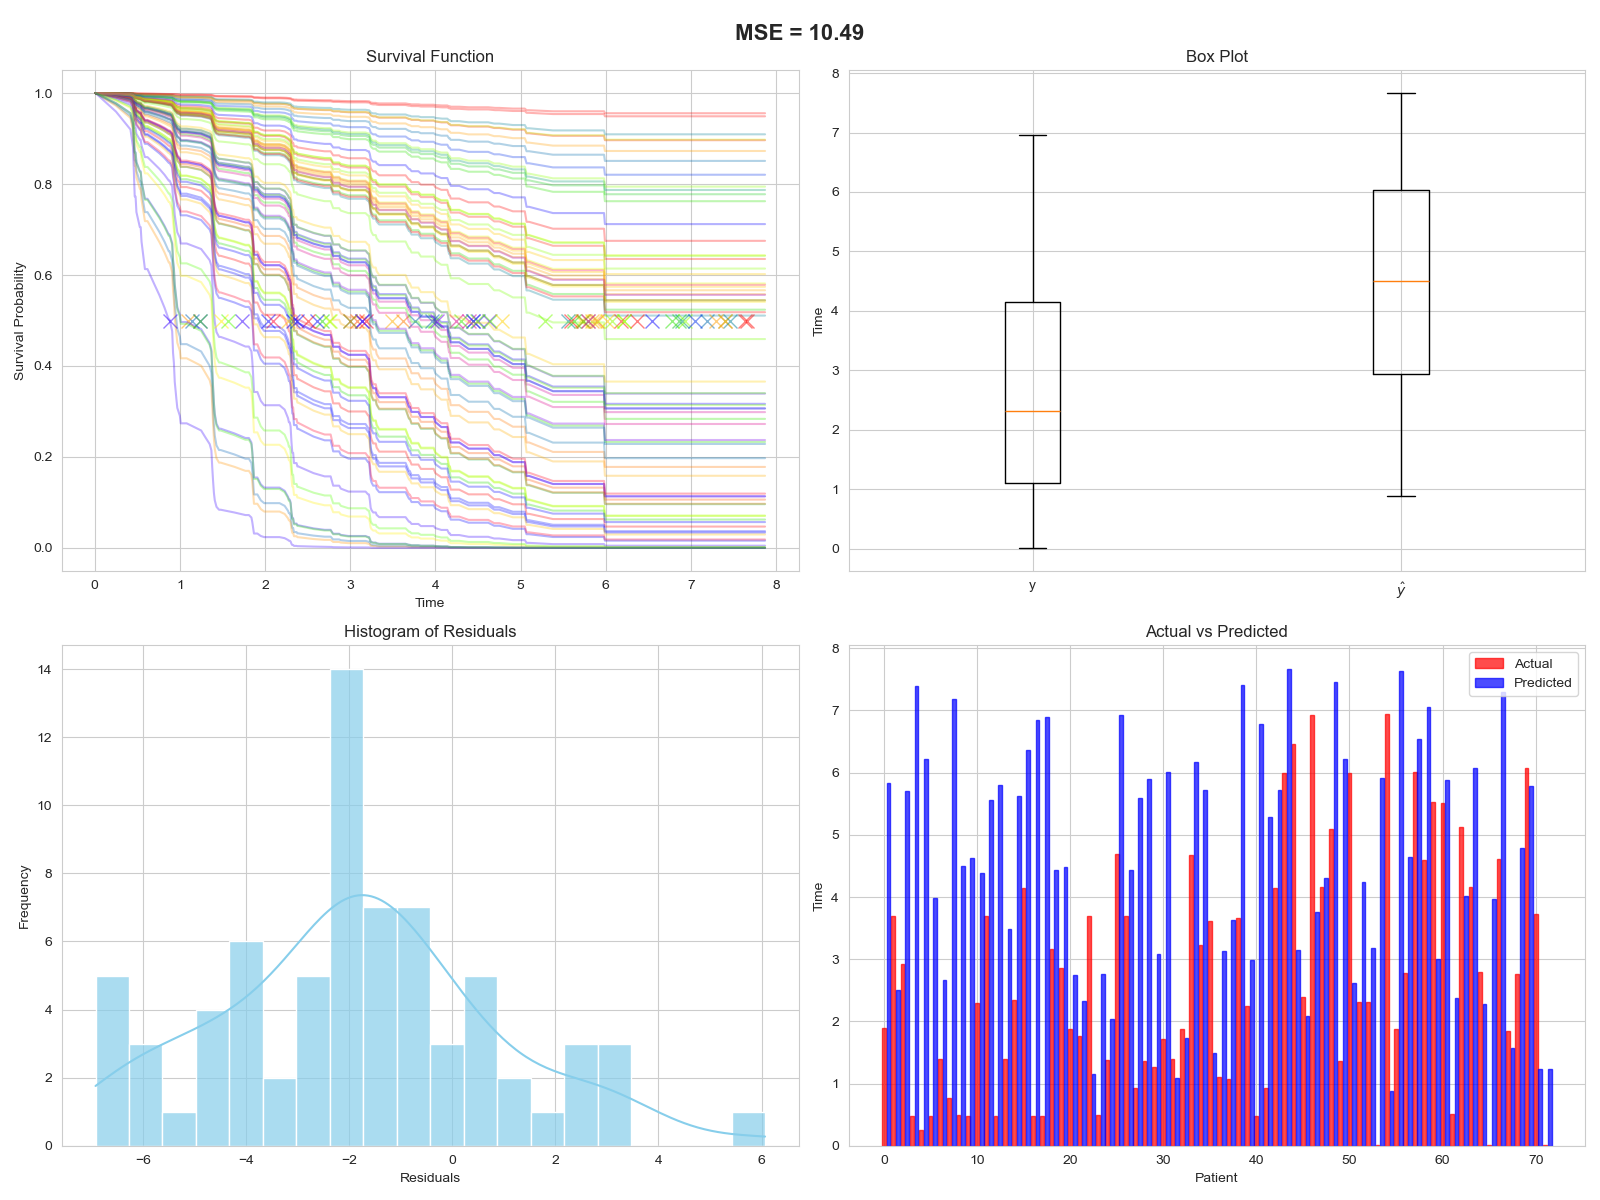 MSE = 10.49
Survival Function
1.0
0.8
0.6
0.4
0.2
0.0
Survival Probability
0 1 2 3 4 5 6 7 8
Time
Box Plot
8
7
6
5
4
3
2
1
0
Time
y ŷ
Histogram of Residuals
14
12
10
8
6
4
2
0
Frequency
−6 −4 −2 0 2 4 6
Residuals
Actual vs Predicted
8
7
6
5
4
3
2
1
0
Time
Actual
Predicted
0 10 20 30 40 50 60 70
Patient